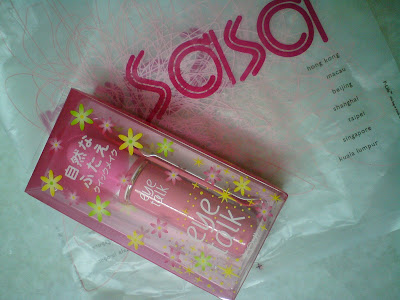 sasa
hong kong
macau
beijing
shanghai
taipei
singapore
kuala lumpur
自然な
ふたえ
eye
talk
eye
talk